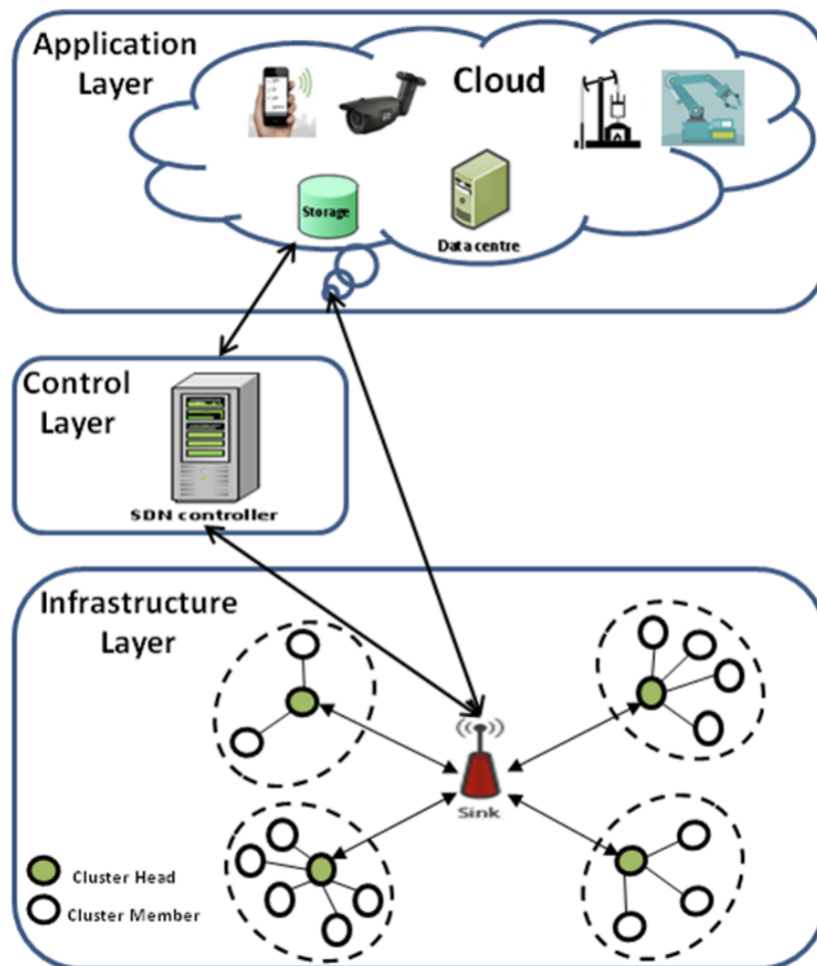 Application
Layer
Cloud
Storage
Data centre
Control
Layer
SDN controller
Infrastructure
Layer
Sink
Cluster Head
Cluster Member